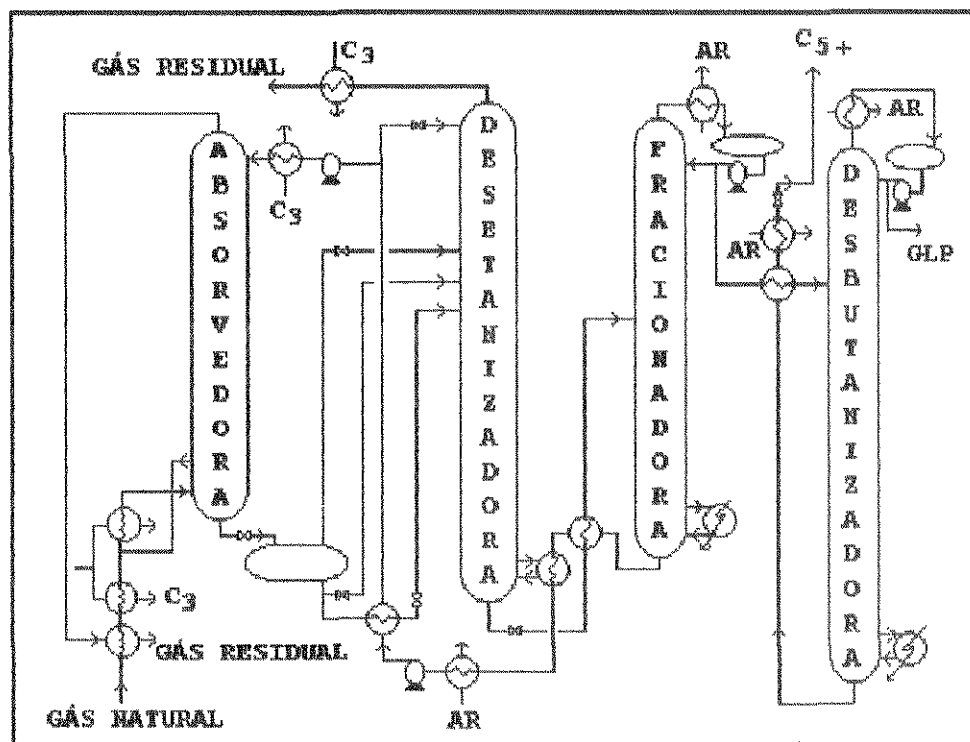 C3
GÁS RESIDUAL
AR
C5+
AR
C3
AR
GLP
ABSORVEDORA
DESETANIZADORA
FRACIONADORA
DESBUTANIZADORA
C3
GÁS RESIDUAL
GÁS NATURAL
AR